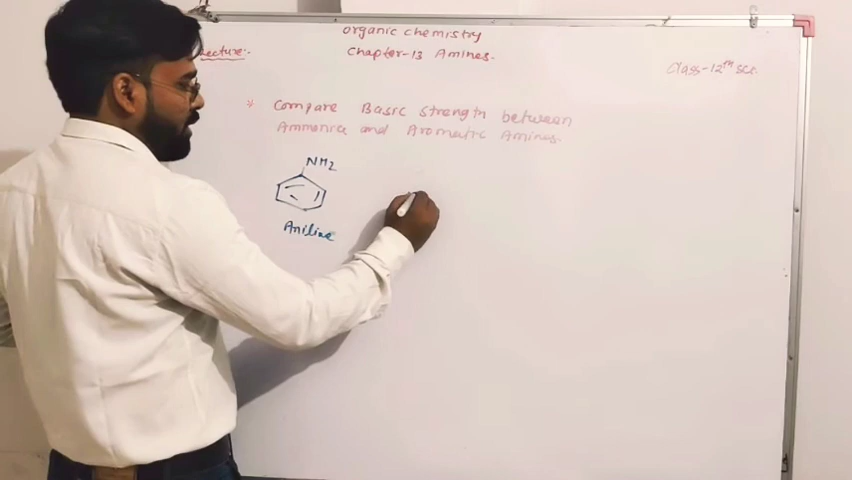 Organic chemistry
Lecture:-
Chapter-13 Amines.
Class-12th sci.
* Compare Basic strength between
Ammonia and Aromatic Amines.
NH2
Aniline